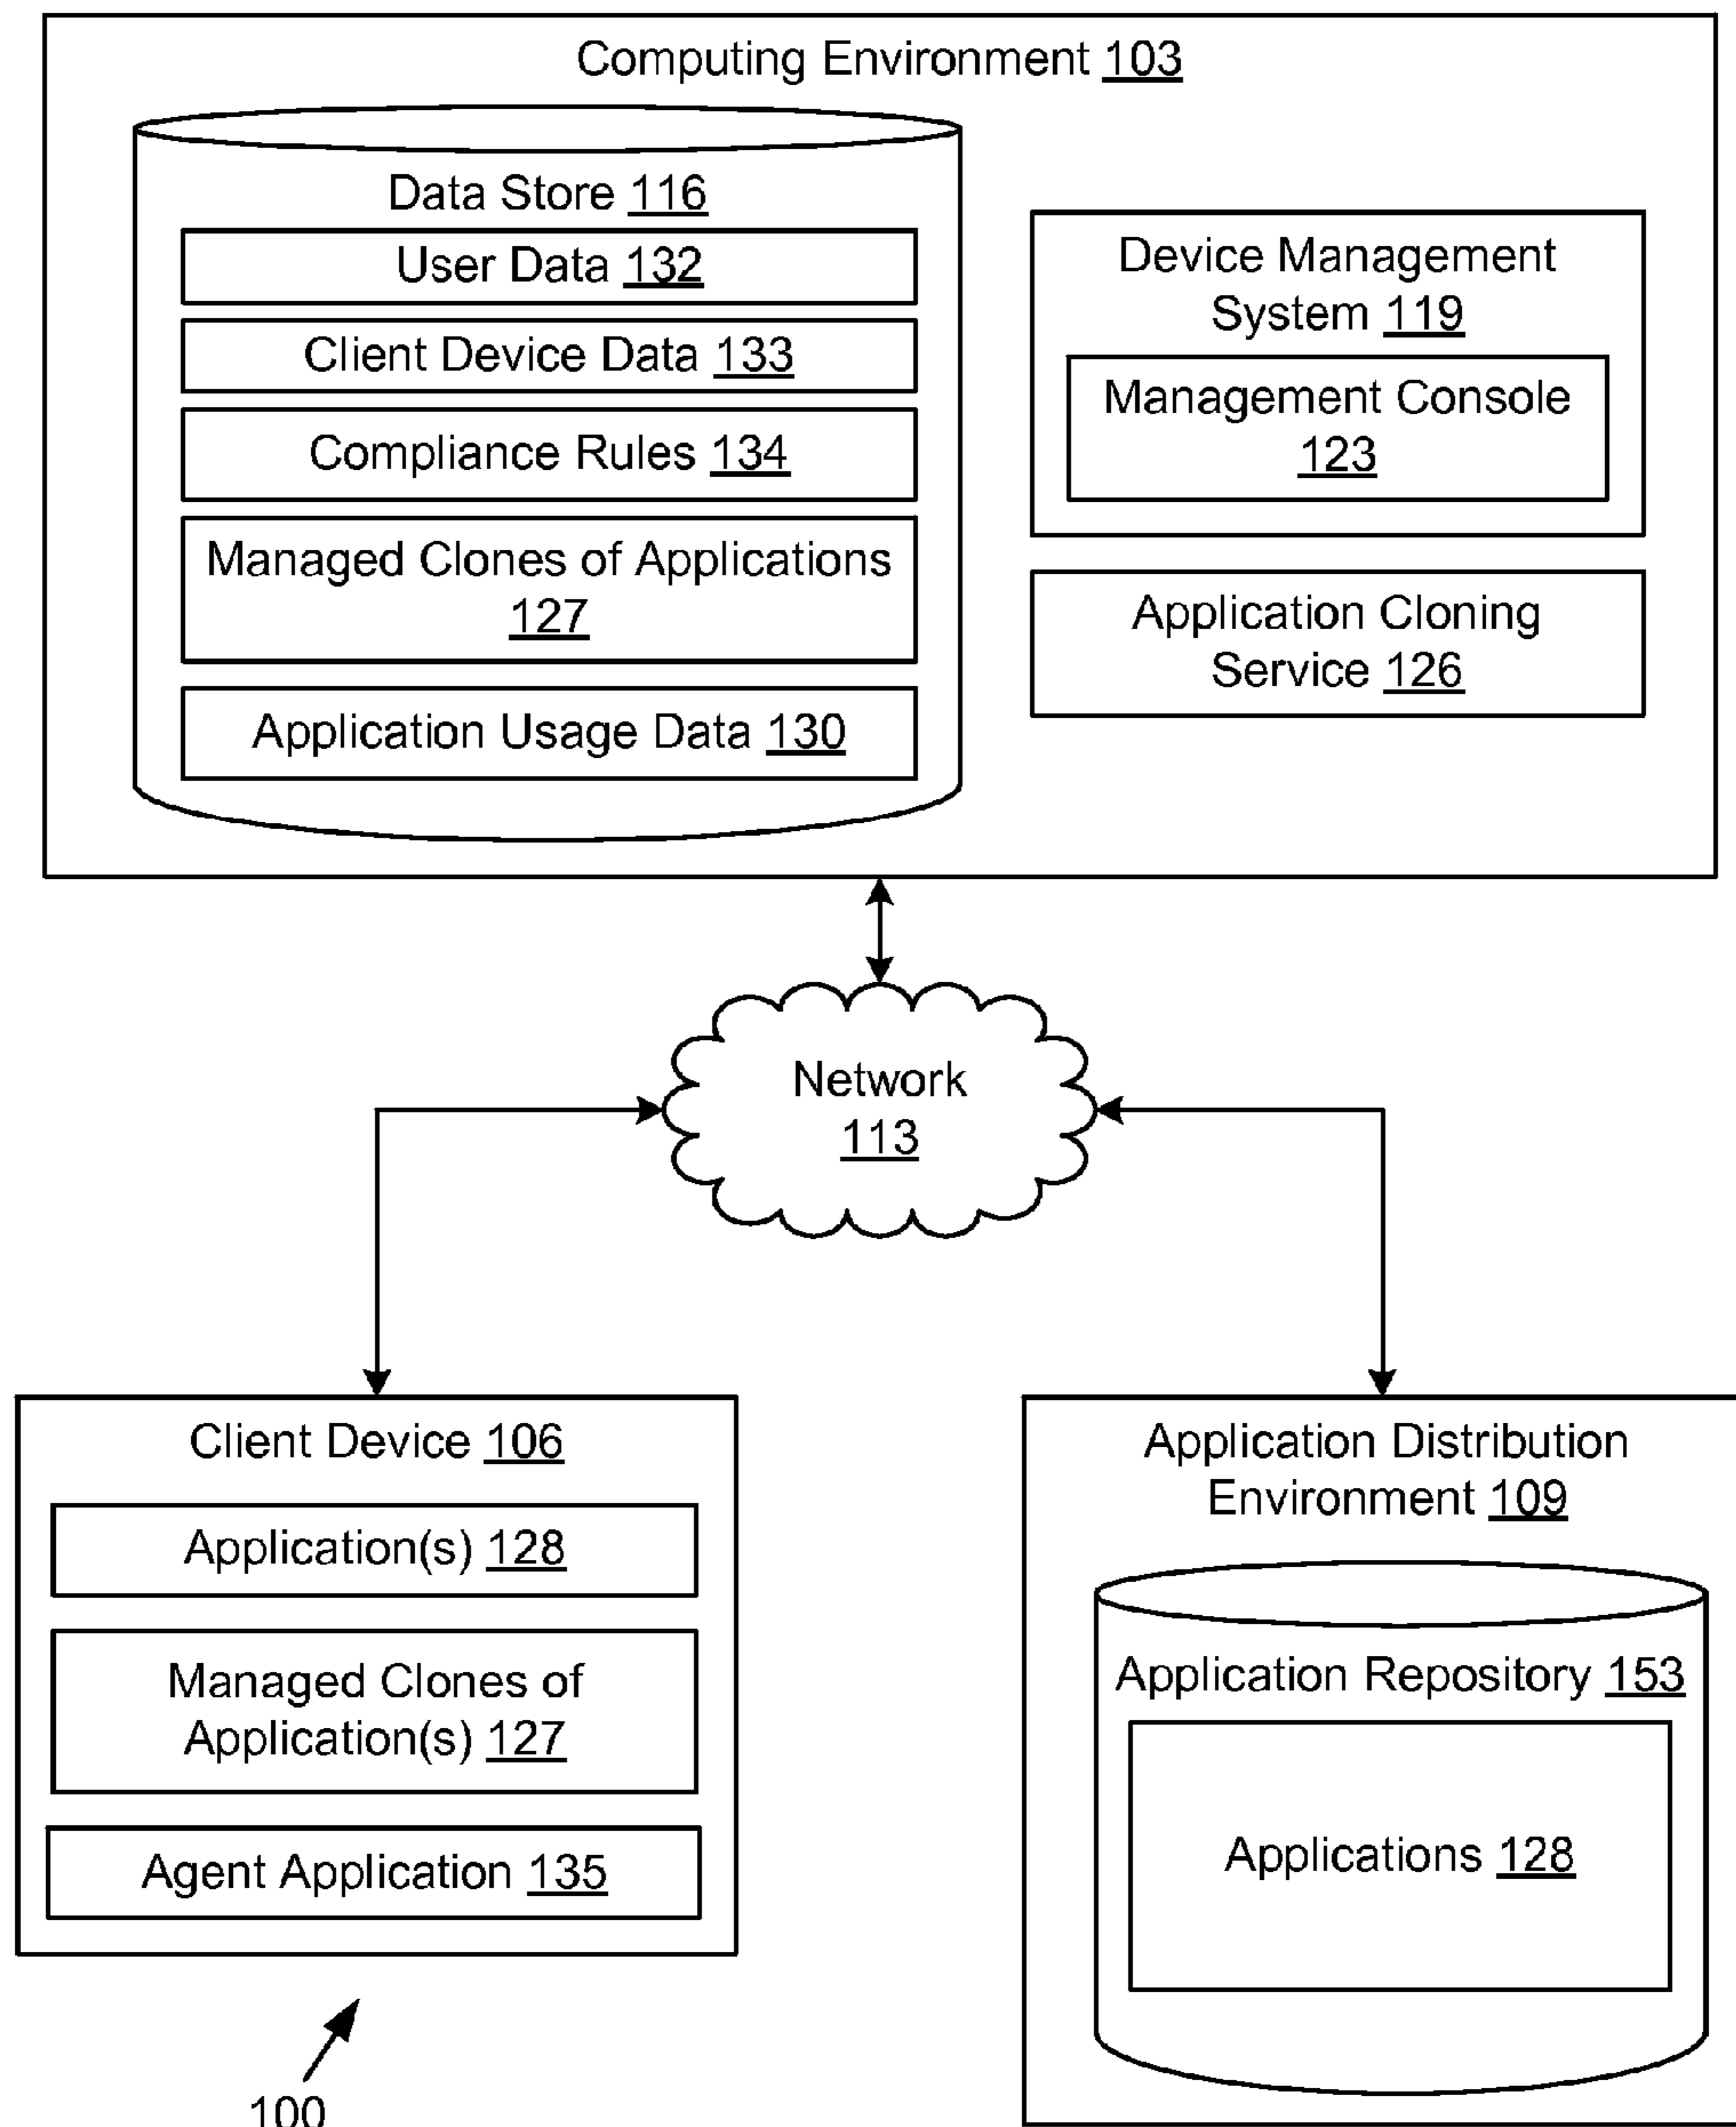 Computing Environment 103
Data Store 116
User Data 132
Client Device Data 133
Compliance Rules 134
Managed Clones of Applications
127
Application Usage Data 130
Device Management
System 119
Management Console
123
Application Cloning
Service 126
Network
113
Client Device 106
Application(s) 128
Managed Clones of
Application(s) 127
Agent Application 135
100
Application Distribution
Environment 109
Application Repository 153
Applications 128